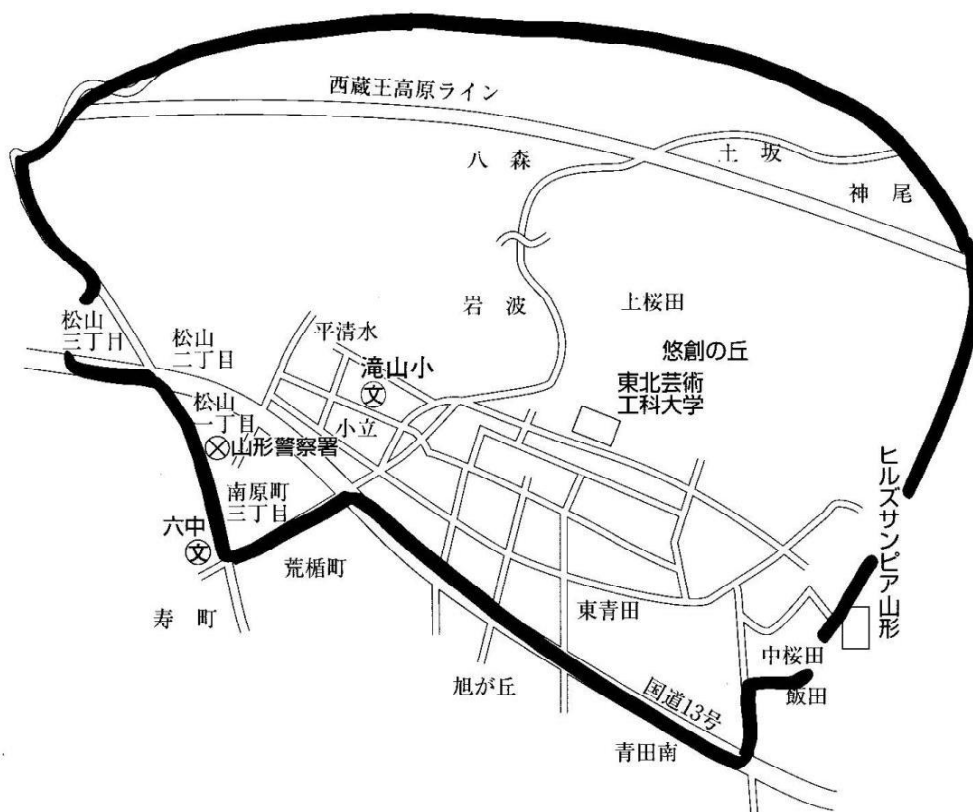 西蔵王高原ライン
八森
土坂
神尾
岩波
上桜田
松山
三丁目
松山
二丁目
平清水
悠創の丘
滝山小
文
東北芸術
工科大学
松山
一丁目
小立
山形警察署
南原町
三丁目
ヒルズサンピア山形
六中
文
荒楯町
東青田
寿町
中桜田
旭が丘
国道13号
飯田
青田南